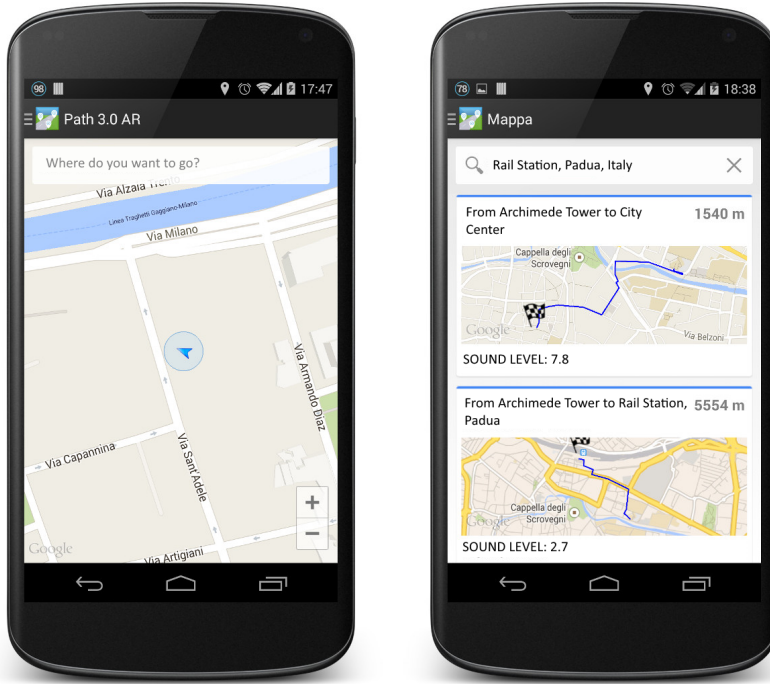 98
17:47
Path 3.0 AR
Where do you want to go?
Via Alzaia Trento
Linea Traghetti Gaggiano-Milano
Via Milano
Via Armando Diaz
Via Capannina
Via Sant'Adele
+
−
Google
Via Artigiani
78
18:38
Mappa
Rail Station, Padua, Italy
From Archimede Tower to City
1540 m
Center
Cappella degli
Scrovegni
Google
Via Belzoni
SOUND LEVEL: 7.8
From Archimede Tower to Rail Station,
5554 m
Padua
Cappella degli
Scrovegni
Google
SOUND LEVEL: 2.7